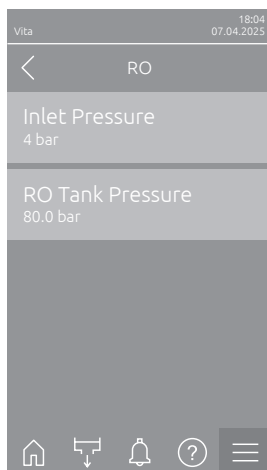 18:04
Vita 07.04.2025
RO
Inlet Pressure
4 bar
RO Tank Pressure
80.0 bar
?